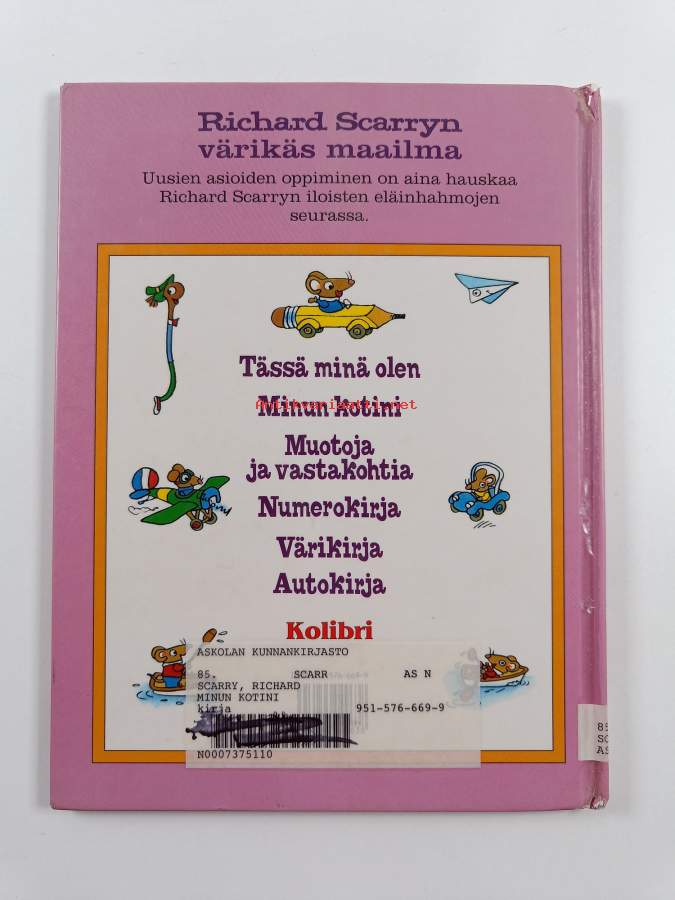 Richard Scarryn
värikäs maailma
Uusien asioiden oppiminen on aina hauskaa
Richard Scarryn iloisten eläinhahmojen
seurassa.
Tässä minä olen
Minun kotini
Antikvariaatti.net
Muotoja
ja vastakohtia
Numerokirja
Värikirja
Autokirja
Kolibri
ASKOLAN KUNNANKIRJASTO
85. SCARR AS N
SCARRY, RICHARD
MINUN KOTINI
kirja 951-576-669-9
N0007375110
85
SC
AS